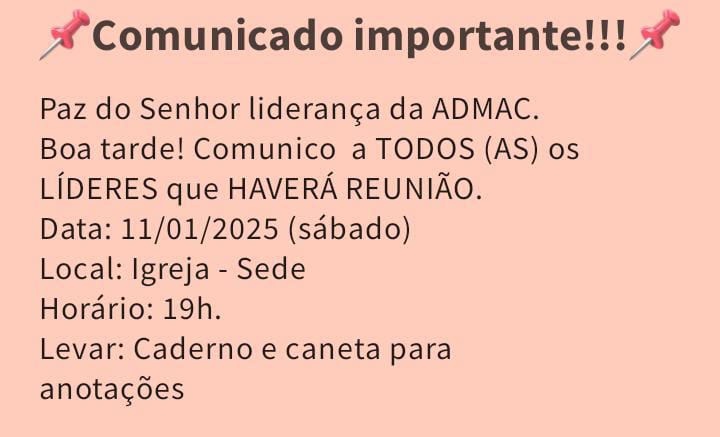 📌Comunicado importante!!!📌
Paz do Senhor liderança da ADMAC.
Boa tarde! Comunico  a TODOS (AS) os
LÍDERES que HAVERÁ REUNIÃO.
Data: 11/01/2025 (sábado)
Local: Igreja - Sede
Horário: 19h.
Levar: Caderno e caneta para
anotações